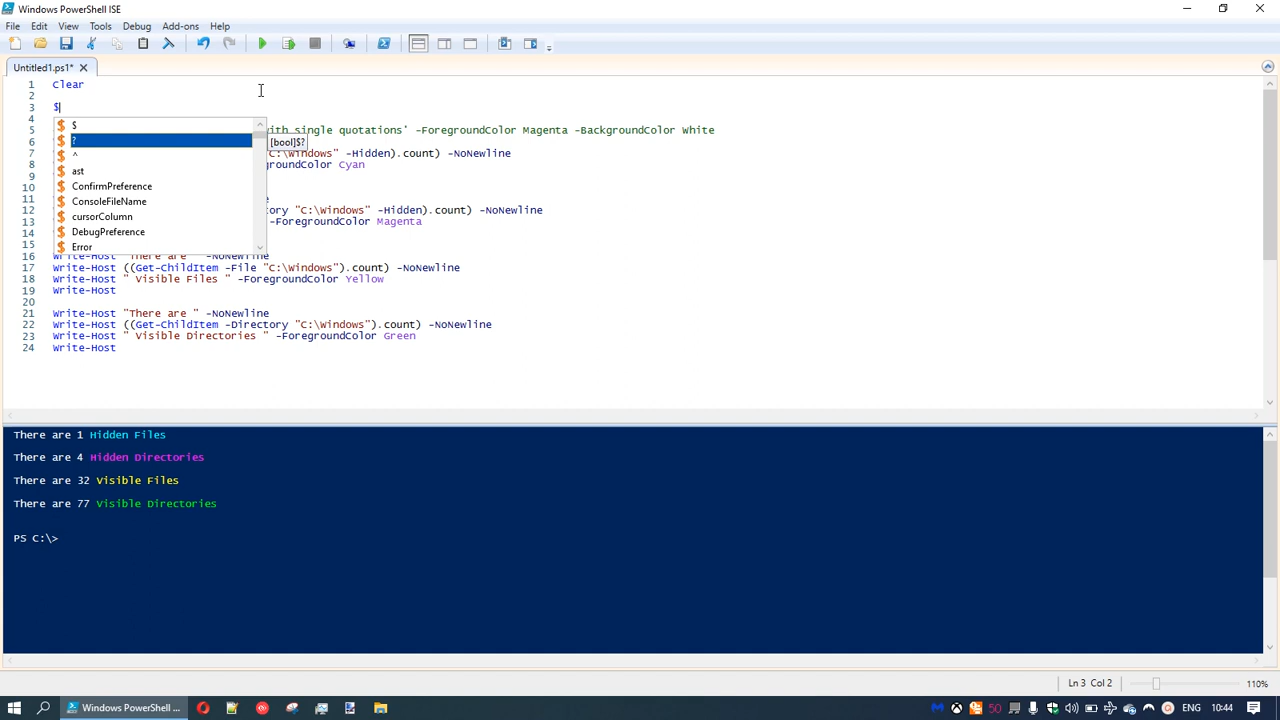 Windows PowerShell ISE
File Edit View Tools Debug Add-ons Help
Untitled1.ps1* X
1 Clear
2
3 $
4
5 with single quotations' -ForegroundColor Magenta -BackgroundColor White
6
7 C:\Windows" -Hidden).count) -NoNewline
8 groundColor Cyan
9
10
11
12 ctory "C:\Windows" -Hidden).count) -NoNewline
13 -ForegroundColor Magenta
14
15
16 Write-Host "There are " -NoNewline
17 Write-Host ((Get-ChildItem -File "C:\Windows").count) -NoNewline
18 Write-Host " Visible Files " -ForegroundColor Yellow
19 Write-Host
20
21 Write-Host "There are " -NoNewline
22 Write-Host ((Get-ChildItem -Directory "C:\Windows").count) -NoNewline
23 Write-Host " Visible Directories " -ForegroundColor Green
24 Write-Host
$ $
$ ?
[bool]$?
$ ^
$ ast
$ ConfirmPreference
$ ConsoleFileName
$ cursorColumn
$ DebugPreference
$ Error
There are 1 Hidden Files
There are 4 Hidden Directories
There are 32 Visible Files
There are 77 Visible Directories
PS C:\>
Ln 3 Col 2 110%
Windows PowerShell ... 50 ENG 10:44